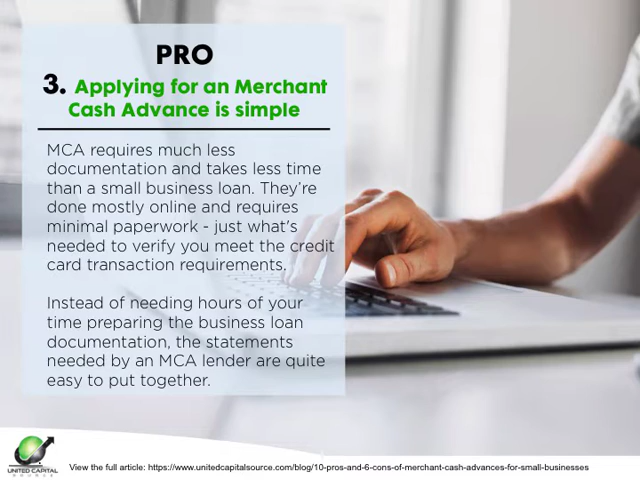 PRO
3. Applying for an Merchant
Cash Advance is simple
MCA requires much less
documentation and takes less time
than a small business loan. They're
done mostly online and requires
minimal paperwork - just what's
needed to verify you meet the credit
card transaction requirements.
Instead of needing hours of your
time preparing the business loan
documentation, the statements
needed by an MCA lender are quite
easy to put together.
UNITED CAPITAL
SOURCE
View the full article: https://www.unitedcapitalsource.com/blog/10-pros-and-6-cons-of-merchant-cash-advances-for-small-businesses